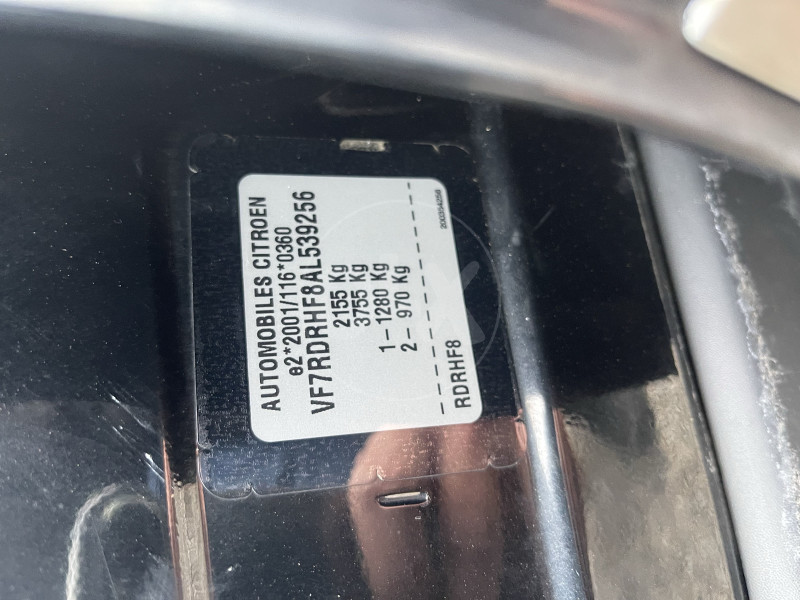 AUTOMOBILES CITROEN
e2*2001/116*0360
VF7RDRHF8AL539256
2155 Kg
3755 Kg
1 – 1280 Kg
2 – 970 Kg
RDRHF8